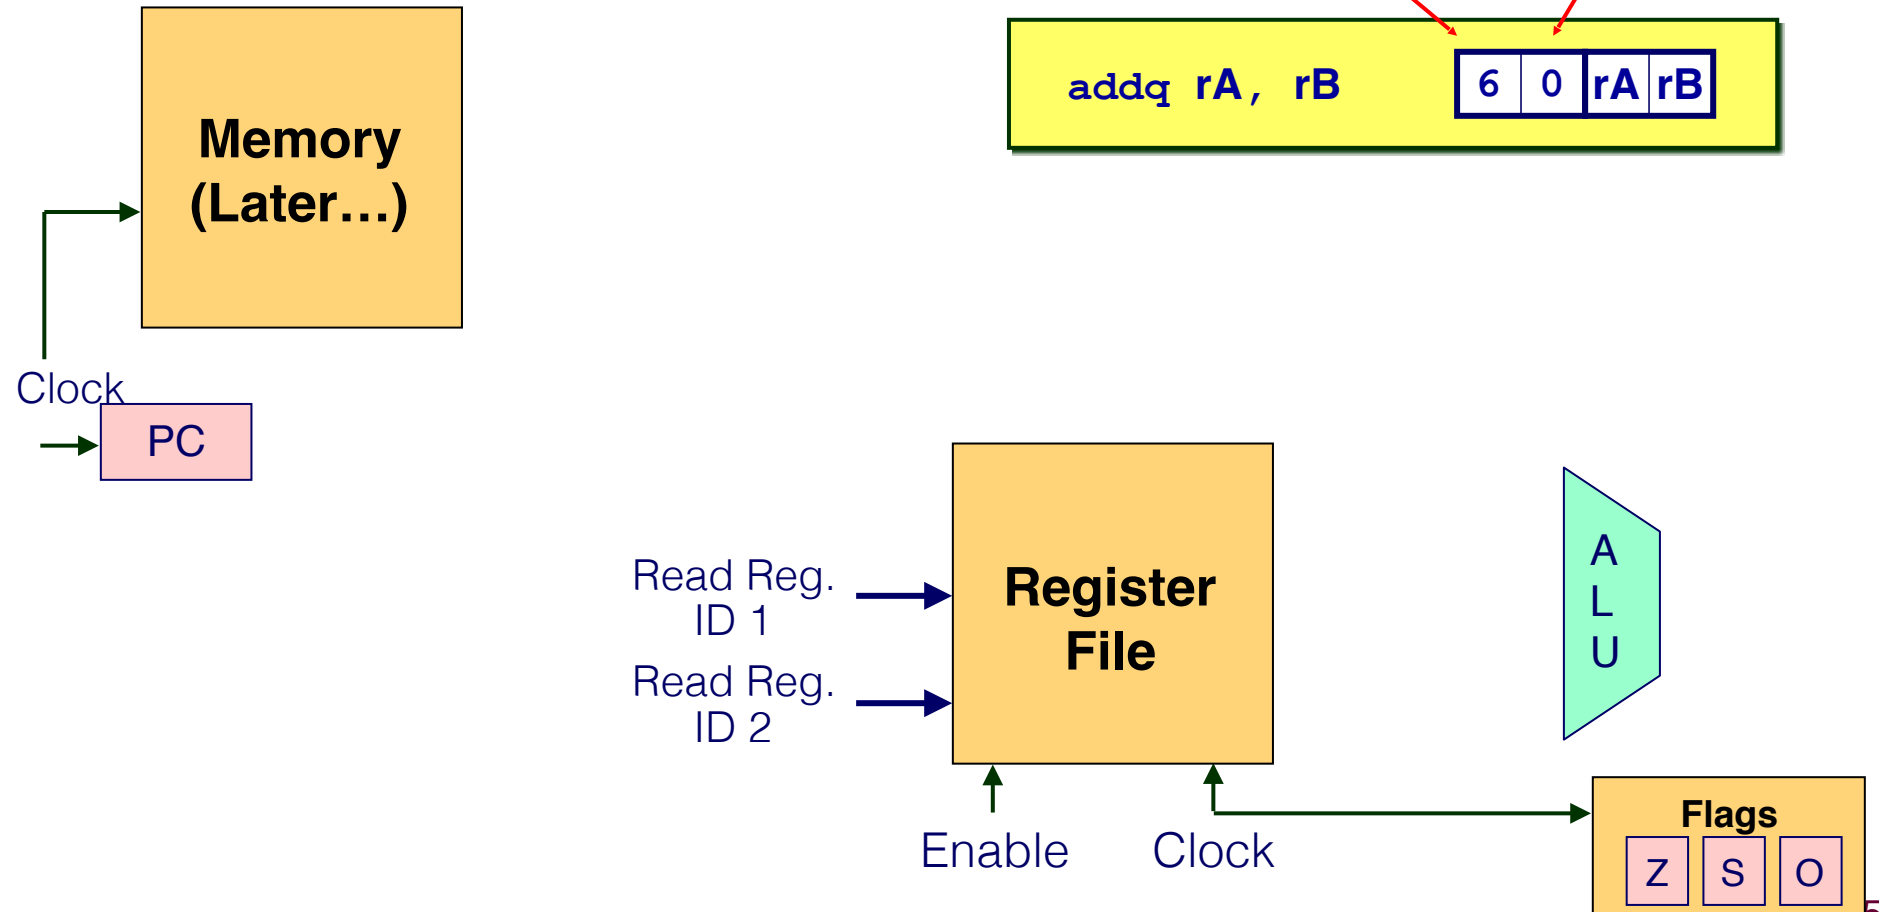 Memory
(Later…)
addq rA, rB
6 0 rA rB
Clock
PC
Read Reg.
ID 1
Read Reg.
ID 2
Register
File
A
L
U
Enable
Clock
Flags
Z S O